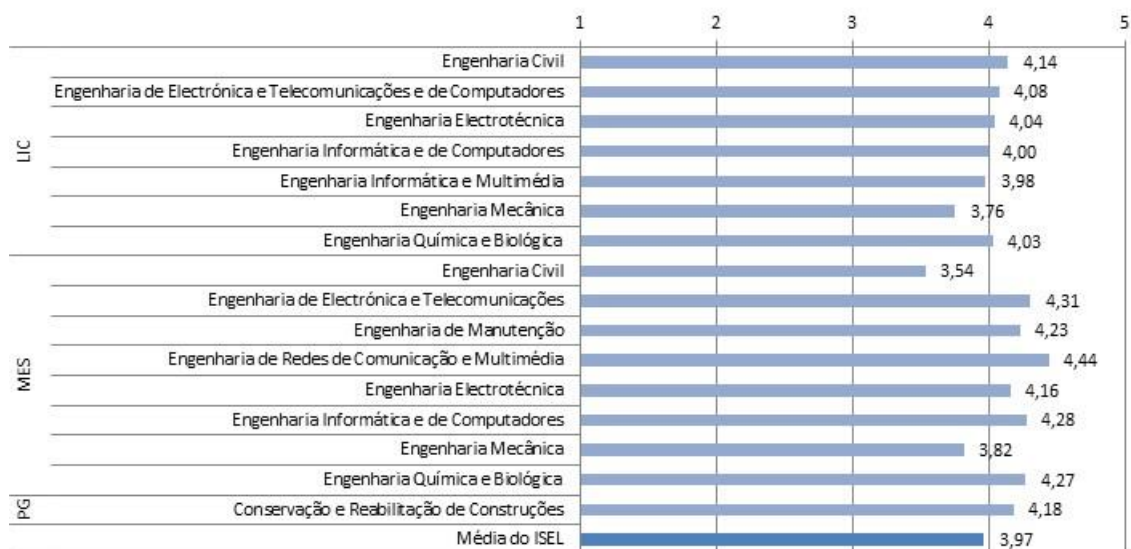 1 2 3 4 5
LIC
Engenharia Civil 4,14
Engenharia de Electrónica e Telecomunicações e de Computadores 4,08
Engenharia Electrotécnica 4,04
Engenharia Informática e de Computadores 4,00
Engenharia Informática e Multimédia 3,98
Engenharia Mecânica 3,76
Engenharia Química e Biológica 4,03
MES
Engenharia Civil 3,54
Engenharia de Electrónica e Telecomunicações 4,31
Engenharia de Manutenção 4,23
Engenharia de Redes de Comunicação e Multimédia 4,44
Engenharia Electrotécnica 4,16
Engenharia Informática e de Computadores 4,28
Engenharia Mecânica 3,82
Engenharia Química e Biológica 4,27
PG
Conservação e Reabilitação de Construções 4,18
Média do ISEL 3,97